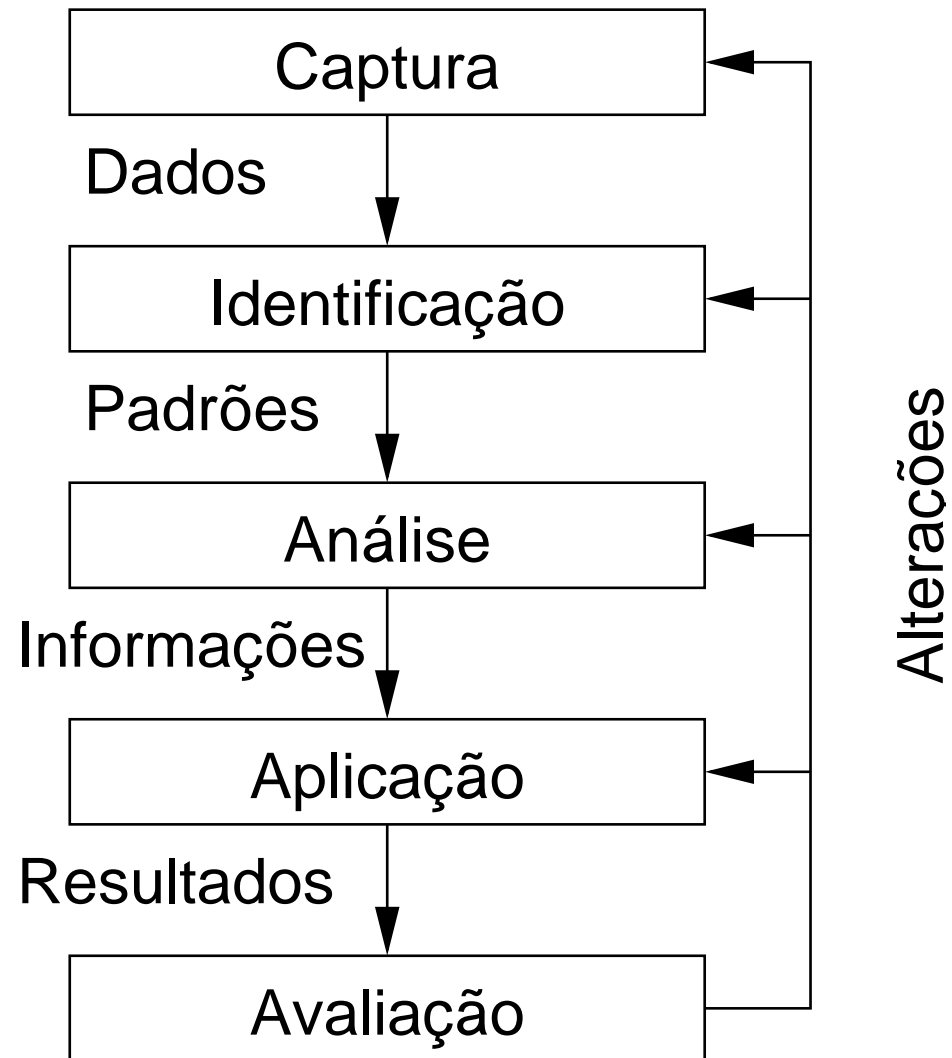 Captura
Dados
Identificação
Padrões
Análise
Informações
Aplicação
Resultados
Avaliação
Alterações